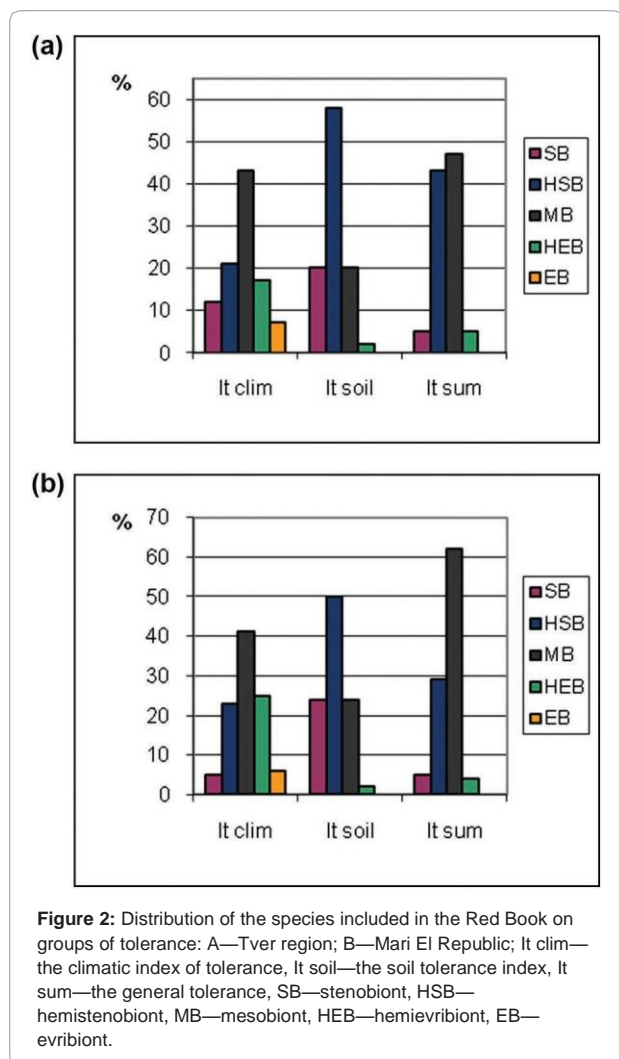 (a)
%
60
50
40
30
20
10
0
It clim
It soil
It sum
SB
HSB
MB
HEB
EB
(b)
%
70
60
50
40
30
20
10
0
It clim
It soil
It sum
SB
HSB
MB
HEB
EB
Figure 2: Distribution of the species included in the Red Book on
groups of tolerance: A—Tver region; B—Mari El Republic; It clim—
the climatic index of tolerance, It soil—the soil tolerance index, It
sum—the general tolerance, SB—stenobiont, HSB—
hemistenobiont, MB—mesobiont, HEB—hemievribiont, EB—
evribiont.